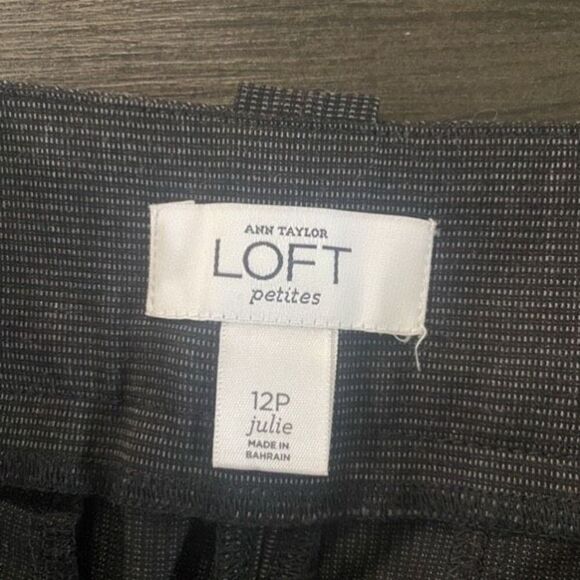 ANN TAYLOR
LOFT
petites
12P
julie
MADE IN
BAHRAIN